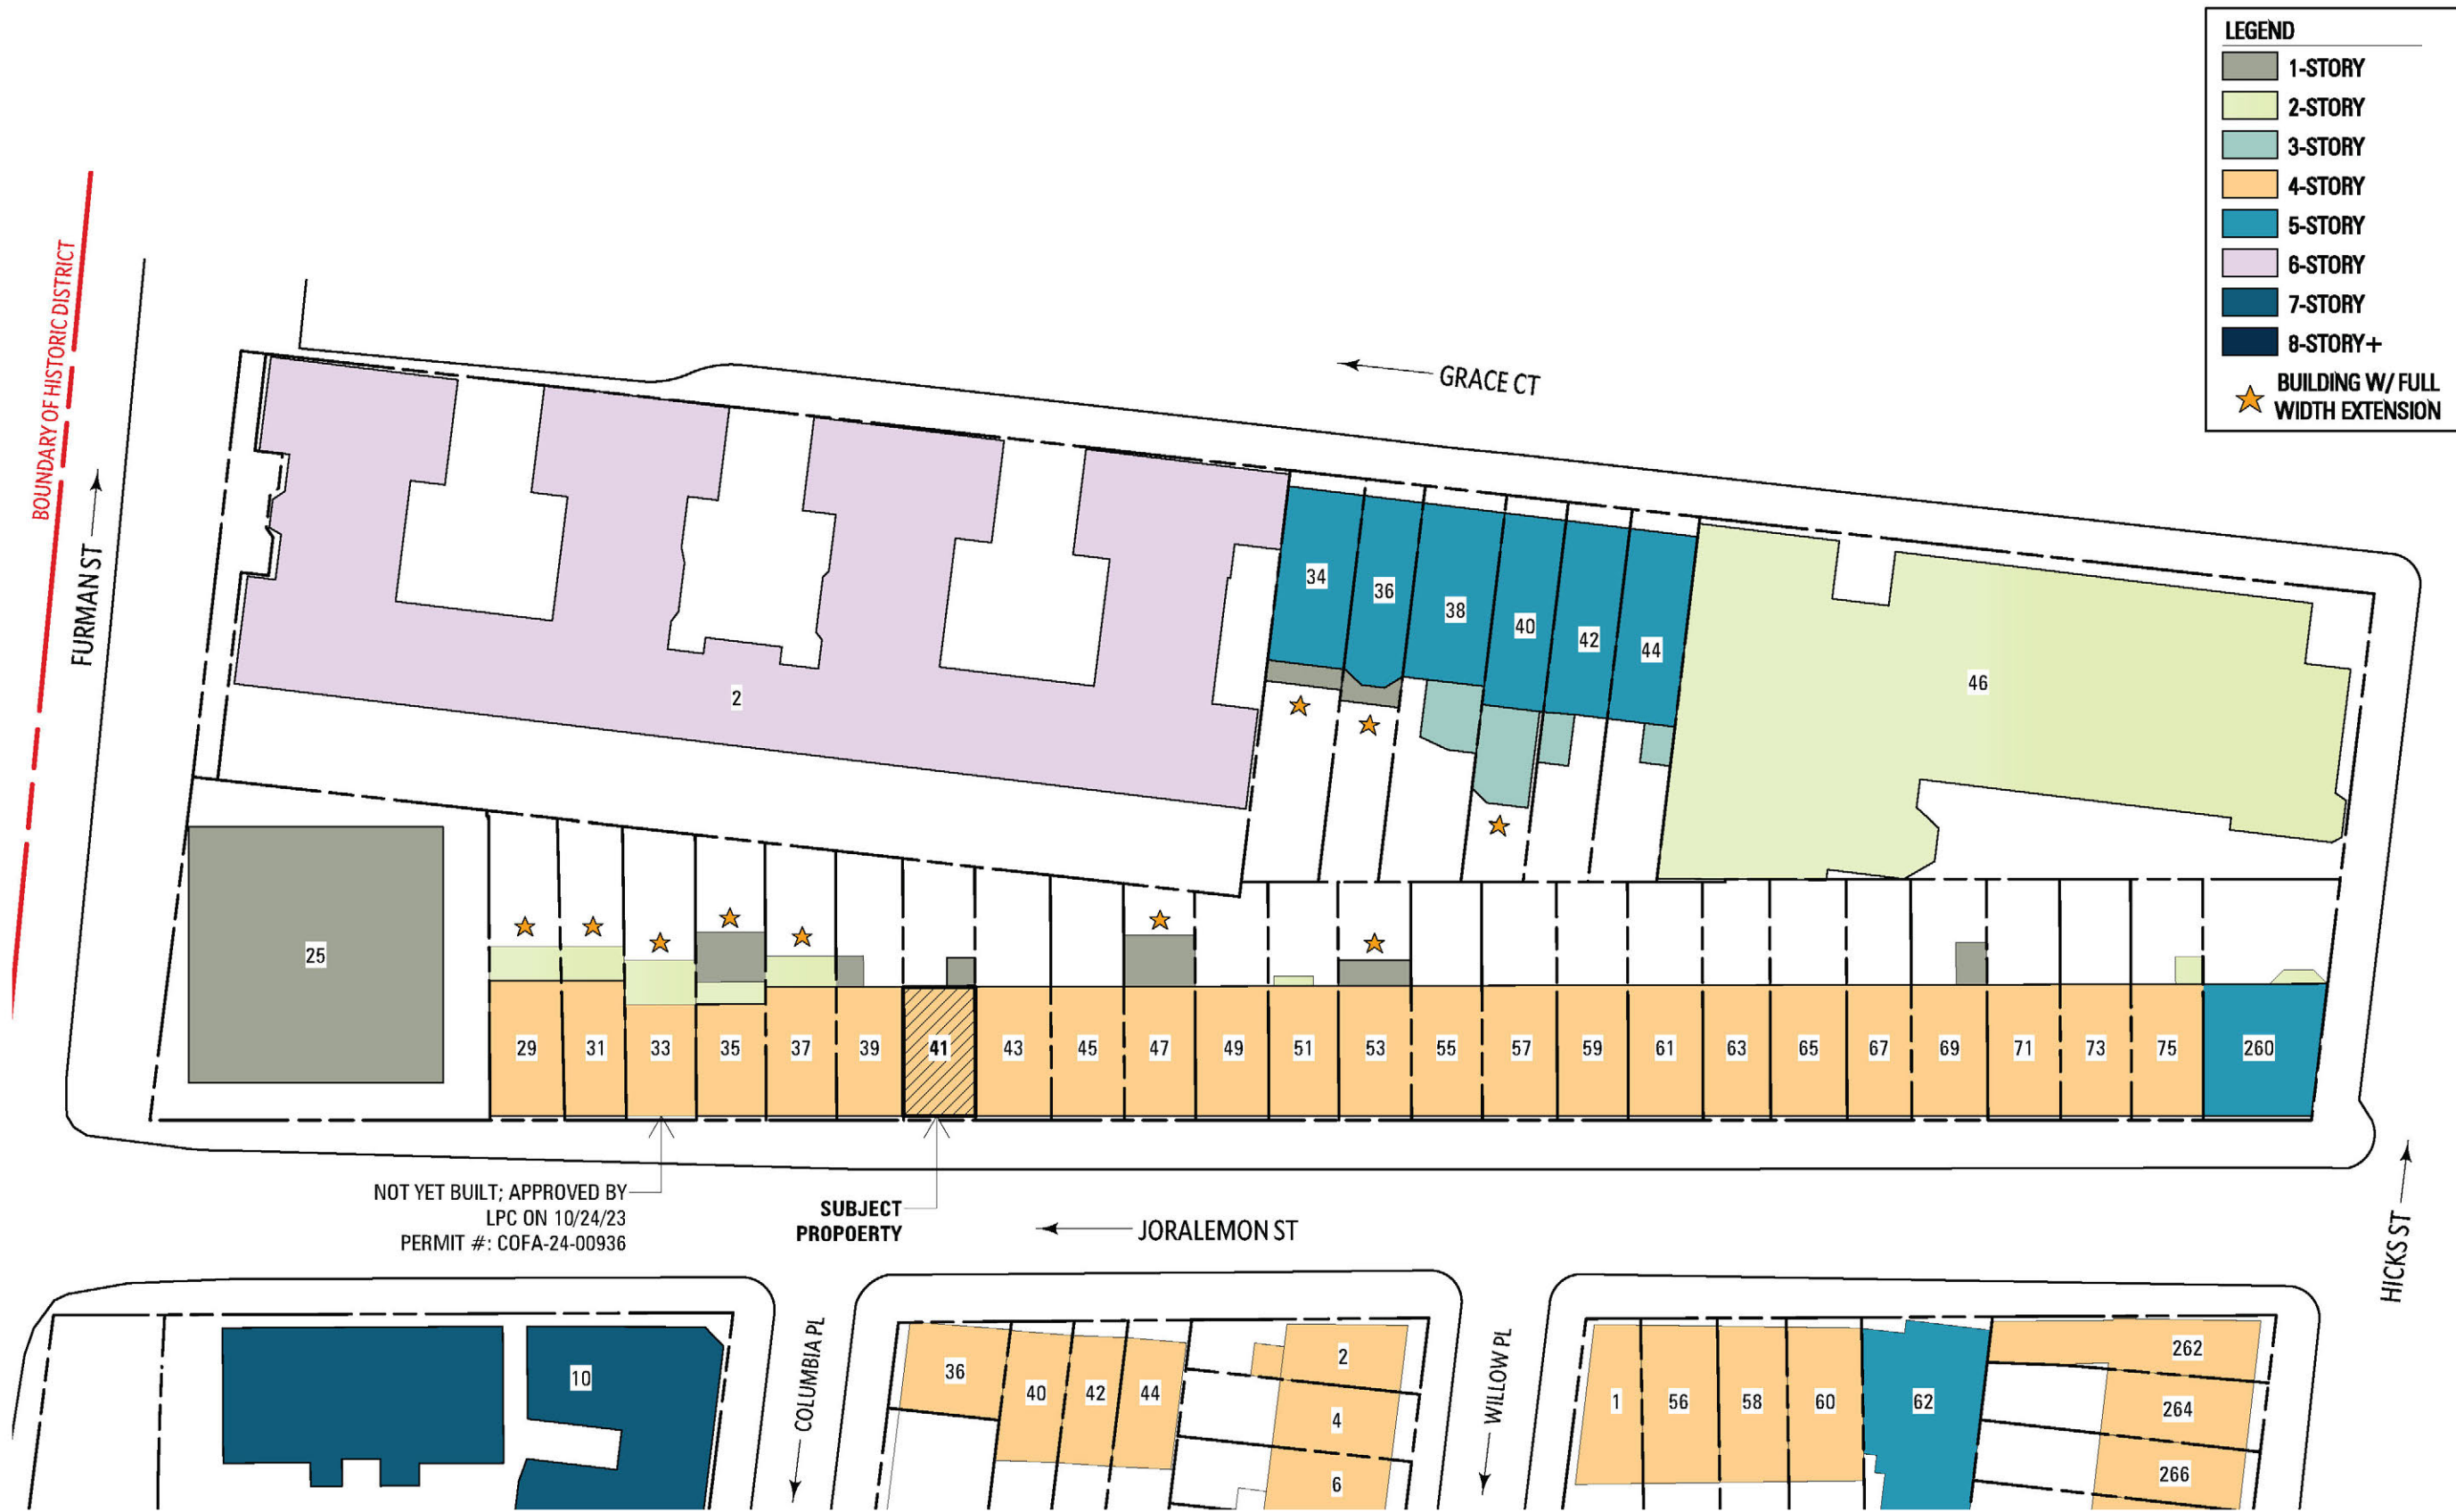 LEGEND
1-STORY
2-STORY
3-STORY
4-STORY
5-STORY
6-STORY
7-STORY
8-STORY+
BUILDING W/ FULL
WIDTH EXTENSION
BOUNDARY OF HISTORIC DISTRICT
FURMAN ST
GRACE CT
34
36
38
40
42
44
46
2
25
29
31
33
35
37
39
41
43
45
47
49
51
53
55
57
59
61
63
65
67
69
71
73
75
260
NOT YET BUILT; APPROVED BY
LPC ON 10/24/23
PERMIT #: COFA-24-00936
SUBJECT
PROPOERTY
JORALEMON ST
HICKS ST
10
COLUMBIA PL
36
40
42
44
2
4
6
WILLOW PL
1
56
58
60
62
262
264
266